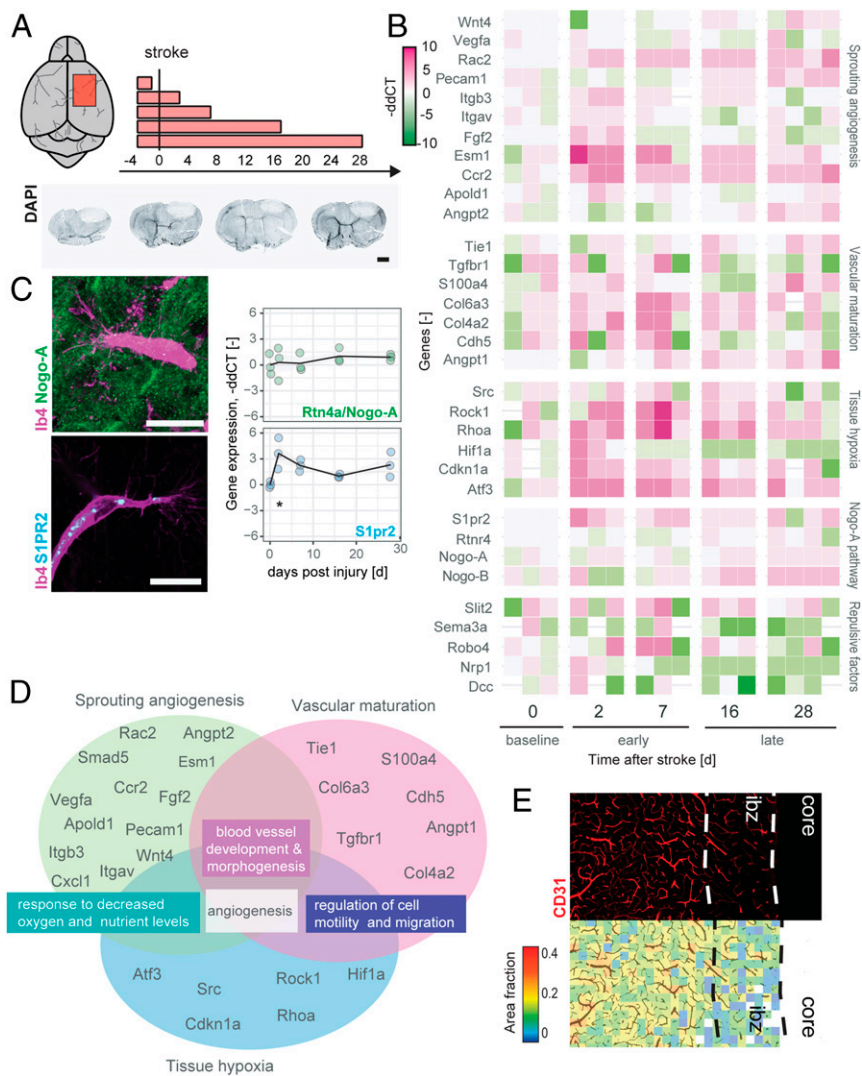 A
stroke
-4 0 4 8 12 16 20 24 28
DAPI
B
-ddCT
10
5
0
-5
-10
Wnt4
Vegfa
Rac2
Pecam1
Itgb3
Itgav
Fgf2
Esm1
Ccr2
Apold1
Angpt2
Sprouting angiogenesis
Tie1
Tgfbr1
S100a4
Col6a3
Col4a2
Cdh5
Angpt1
Vascular maturation
Genes [-]
Src
Rock1
Rhoa
Hif1a
Cdkn1a
Atf3
Tissue hypoxia
S1pr2
Rtnr4
Nogo-A
Nogo-B
Nogo-A pathway
Slit2
Sema3a
Robo4
Nrp1
Dcc
Repulsive factors
0 2 7 16 28
baseline early late
Time after stroke [d]
C
Ib4 Nogo-A
Ib4 S1PR2
Gene expression, -ddCT [-]
6
3
0
-3
-6
Rtn4a/Nogo-A
6
3
0
-3
-6
*
S1pr2
0 10 20 30
days post injury [d]
D
Sprouting angiogenesis
Vascular maturation
Rac2 Angpt2
Smad5 Esm1
Ccr2
Vegfa Fgf2
Apold1 Pecam1
Itgb3 Wnt4
Itgav
Cxcl1
Tie1
S100a4
Col6a3
Cdh5
Angpt1
Tgfbr1
Col4a2
blood vessel
development &
morphogenesis
response to decreased
oxygen and nutrient levels
angiogenesis
regulation of cell
motility and migration
Atf3
Src
Rock1
Hif1a
Cdkn1a
Rhoa
Tissue hypoxia
E
CD31
ibz
core
Area fraction
0.4
0.2
0
ibz
core